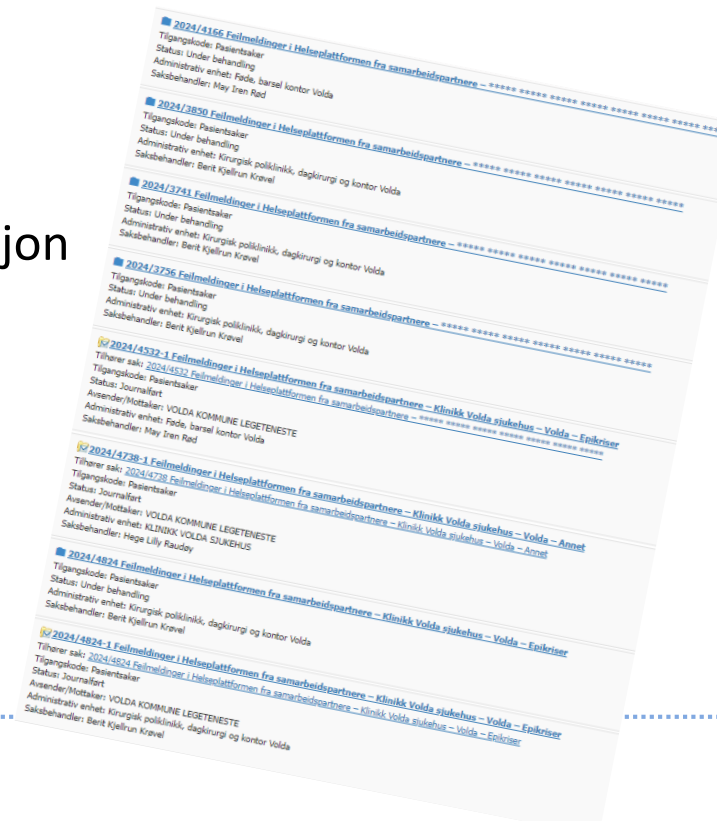 jon
2024/4166 Feilmeldinger i Helseplattformen fra samarbeidspartnere – ***** ***** ***** ***** ***** ***** ***** ***
Tilgangskode: Pasientsaker
Status: Under behandling
Administrativ enhet: Føde, barsel kontor Volda
Saksbehandler: May Iren Rød
2024/3850 Feilmeldinger i Helseplattformen fra samarbeidspartnere – ***** ***** ***** ***** ***** ***** ***** *****
Tilgangskode: Pasientsaker
Status: Under behandling
Administrativ enhet: Kirurgisk poliklinikk, dagkirurgi og kontor Volda
Saksbehandler: Berit Kjellrun Krøvel
2024/3741 Feilmeldinger i Helseplattformen fra samarbeidspartnere – ***** ***** ***** ***** ***** ***** ***** *****
Tilgangskode: Pasientsaker
Status: Under behandling
Administrativ enhet: Kirurgisk poliklinikk, dagkirurgi og kontor Volda
Saksbehandler: Berit Kjellrun Krøvel
2024/3756 Feilmeldinger i Helseplattformen fra samarbeidspartnere – ***** ***** ***** ***** ***** ***** ***** *****
Tilgangskode: Pasientsaker
Status: Under behandling
Administrativ enhet: Kirurgisk poliklinikk, dagkirurgi og kontor Volda
Saksbehandler: Berit Kjellrun Krøvel
2024/4532-1 Feilmeldinger i Helseplattformen fra samarbeidspartnere – Klinikk Volda sjukehus – Volda – Epikriser
Tilhører sak: 2024/4532 Feilmeldinger i Helseplattformen fra samarbeidspartnere – ***** ***** ***** ***** ***** ***** *****
Tilgangskode: Pasientsaker
Status: Journalført
Avsender/Mottaker: VOLDA KOMMUNE LEGETENESTE
Administrativ enhet: Føde, barsel kontor Volda
Saksbehandler: May Iren Rød
2024/4738-1 Feilmeldinger i Helseplattformen fra samarbeidspartnere – Klinikk Volda sjukehus – Volda – Annet
Tilhører sak: 2024/4738 Feilmeldinger i Helseplattformen fra samarbeidspartnere – Klinikk Volda sjukehus – Volda – Annet
Tilgangskode: Pasientsaker
Status: Journalført
Avsender/Mottaker: VOLDA KOMMUNE LEGETENESTE
Administrativ enhet: KLINIKK VOLDA SJUKEHUS
Saksbehandler: Hege Lilly Raudøy
2024/4824 Feilmeldinger i Helseplattformen fra samarbeidspartnere – Klinikk Volda sjukehus – Volda – Epikriser
Tilgangskode: Pasientsaker
Status: Under behandling
Administrativ enhet: Kirurgisk poliklinikk, dagkirurgi og kontor Volda
Saksbehandler: Berit Kjellrun Krøvel
2024/4824-1 Feilmeldinger i Helseplattformen fra samarbeidspartnere – Klinikk Volda sjukehus – Volda – Epikriser
Tilhører sak: 2024/4824 Feilmeldinger i Helseplattformen fra samarbeidspartnere – Klinikk Volda sjukehus – Volda – Epikriser
Tilgangskode: Pasientsaker
Status: Journalført
Avsender/Mottaker: VOLDA KOMMUNE LEGETENESTE
Administrativ enhet: Kirurgisk poliklinikk, dagkirurgi og kontor Volda
Saksbehandler: Berit Kjellrun Krøvel